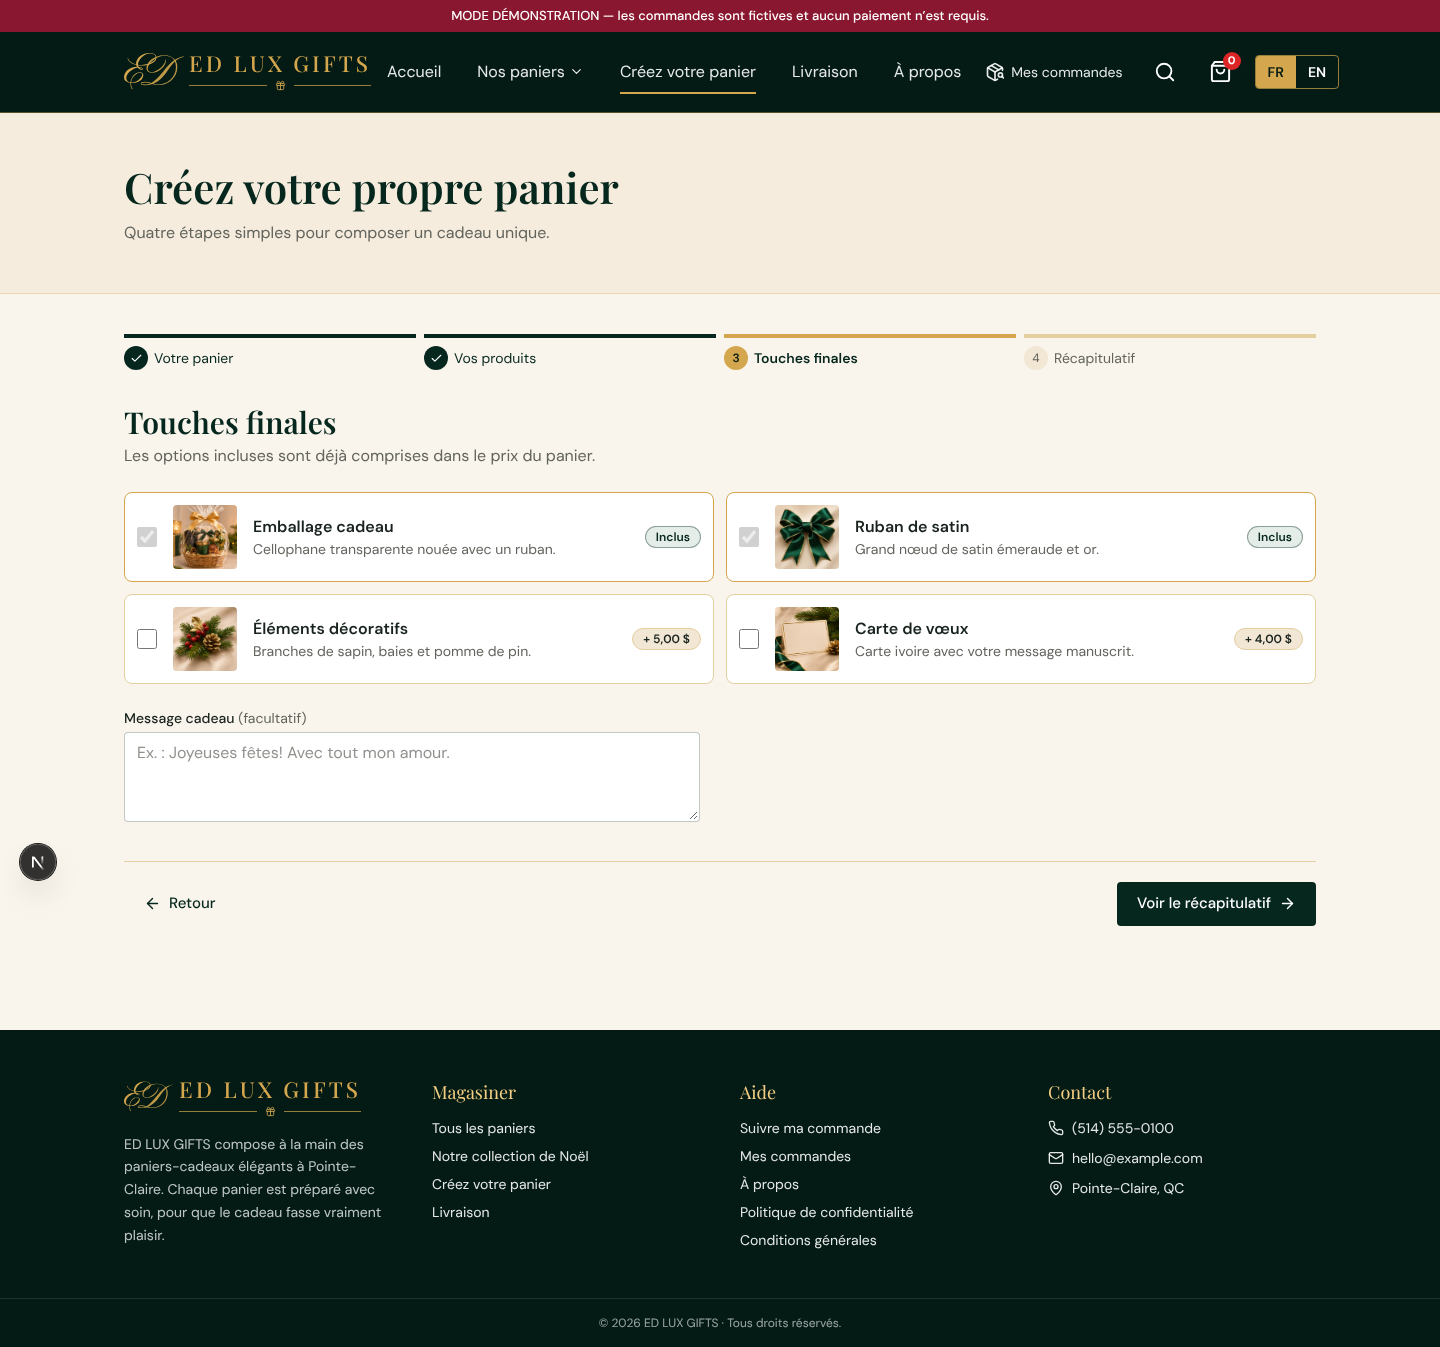 MODE DÉMONSTRATION — les commandes sont fictives et aucun paiement n’est requis.
ED ED LUX GIFTS
Accueil
Nos paniers
Créez votre panier
Livraison
À propos
Mes commandes
0
FR
EN
Créez votre propre panier
Quatre étapes simples pour composer un cadeau unique.
Votre panier
Vos produits
3 Touches finales
4 Récapitulatif
Touches finales
Les options incluses sont déjà comprises dans le prix du panier.
Emballage cadeau
Cellophane transparente nouée avec un ruban.
Inclus
Ruban de satin
Grand nœud de satin émeraude et or.
Inclus
Éléments décoratifs
Branches de sapin, baies et pomme de pin.
+ 5,00 $
Carte de vœux
Carte ivoire avec votre message manuscrit.
+ 4,00 $
Message cadeau (facultatif)
Ex. : Joyeuses fêtes! Avec tout mon amour.
N
Retour
Voir le récapitulatif
ED ED LUX GIFTS
ED LUX GIFTS compose à la main des
paniers-cadeaux élégants à Pointe-
Claire. Chaque panier est préparé avec
soin, pour que le cadeau fasse vraiment
plaisir.
Magasiner
Tous les paniers
Notre collection de Noël
Créez votre panier
Livraison
Aide
Suivre ma commande
Mes commandes
À propos
Politique de confidentialité
Conditions générales
Contact
(514) 555-0100
hello@example.com
Pointe-Claire, QC
© 2026 ED LUX GIFTS · Tous droits réservés.